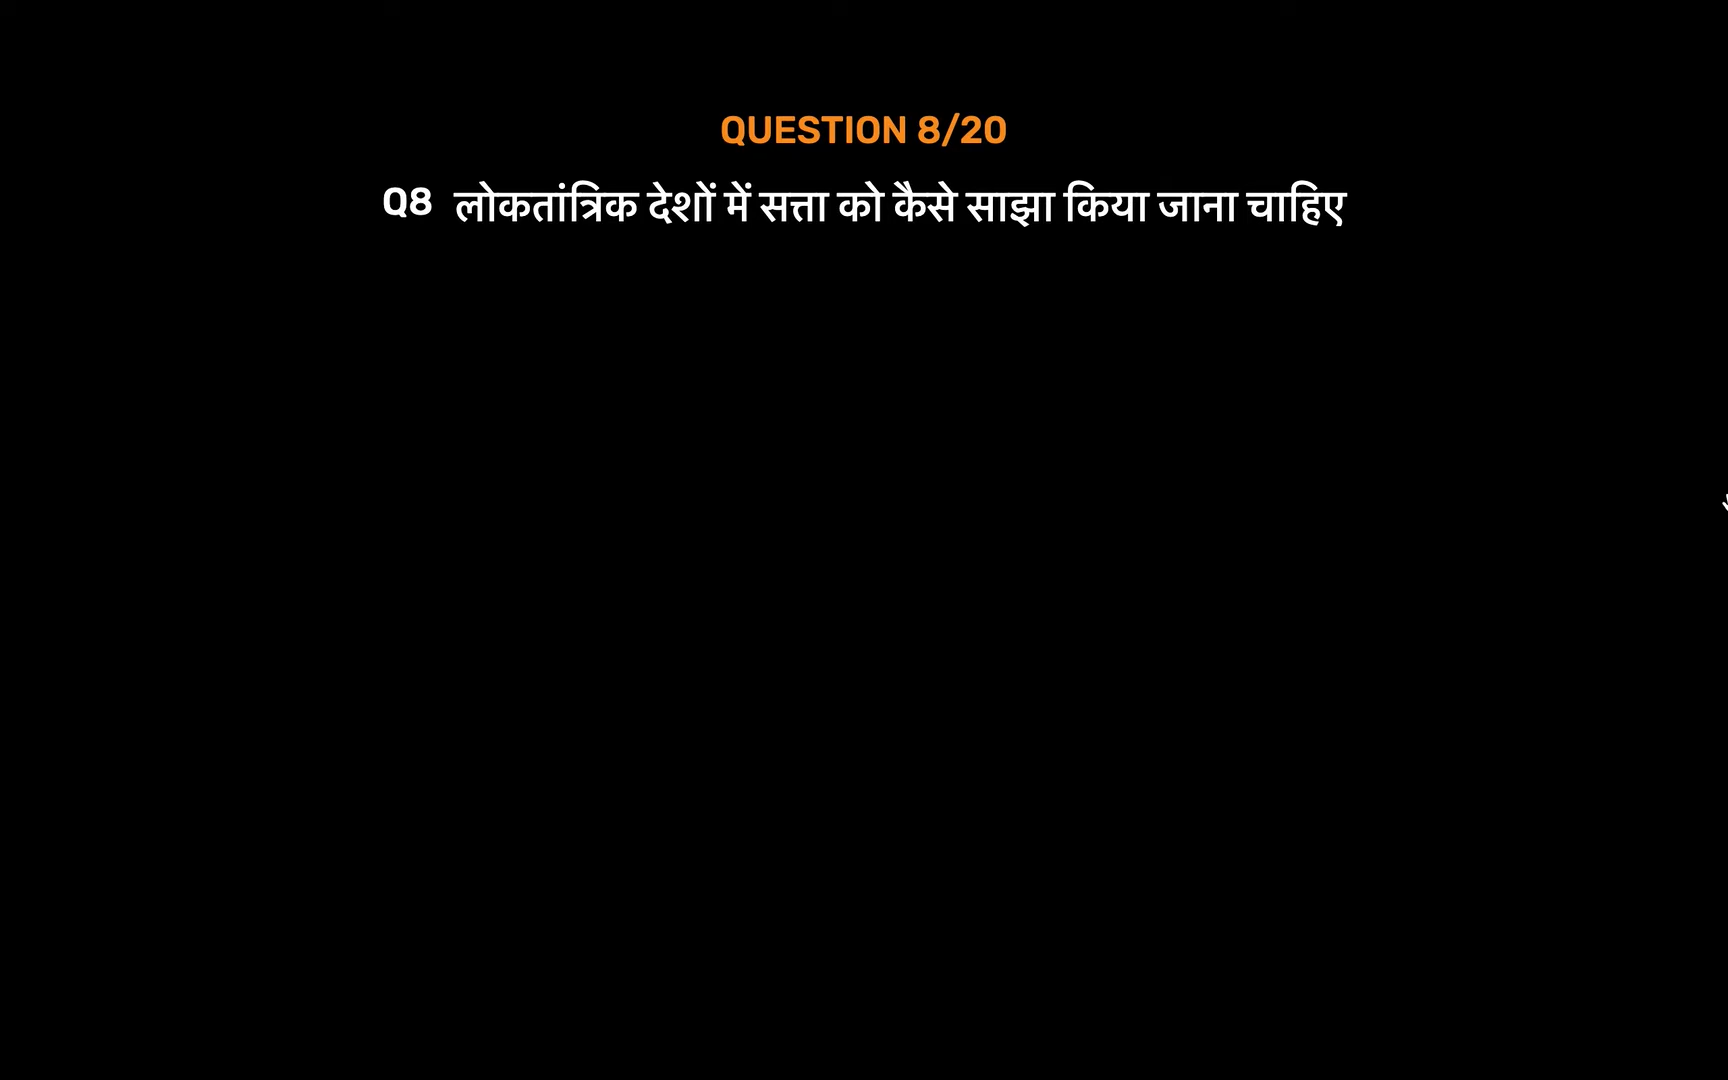 QUESTION 8/20
Q8 लोकतांत्रिक देशों में सत्ता को कैसे साझा किया जाना चाहिए